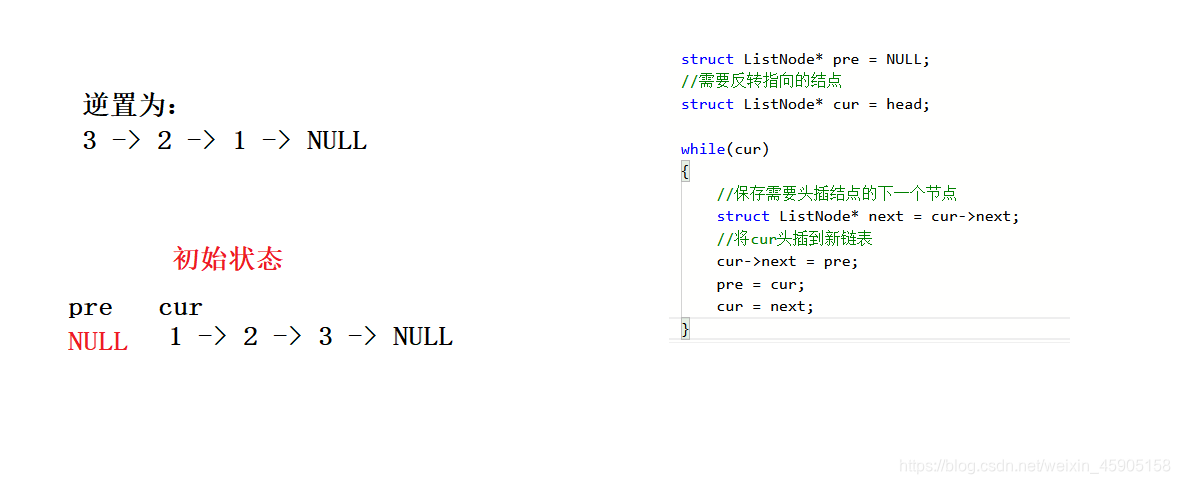 逆置为：
3 -> 2 -> 1 -> NULL
初始状态
pre cur
NULL 1 -> 2 -> 3 -> NULL
struct ListNode* pre = NULL;
//需要反转指向的结点
struct ListNode* cur = head;
while(cur)
{
//保存需要头插结点的下一个节点
struct ListNode* next = cur->next;
//将cur头插到新链表
cur->next = pre;
pre = cur;
cur = next;
}
https://blog.csdn.net/weixin_45905158